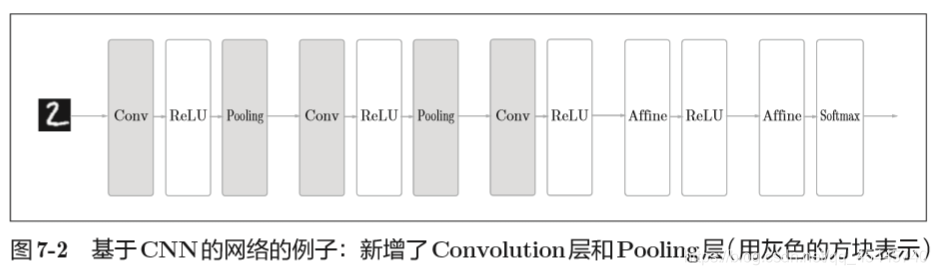 2 Conv ReLU Pooling Conv ReLU Pooling Conv ReLU Affine ReLU Affine Softmax
图7-2 基于CNN的网络的例子：新增了Convolution层和Pooling层（用灰色的方块表示）